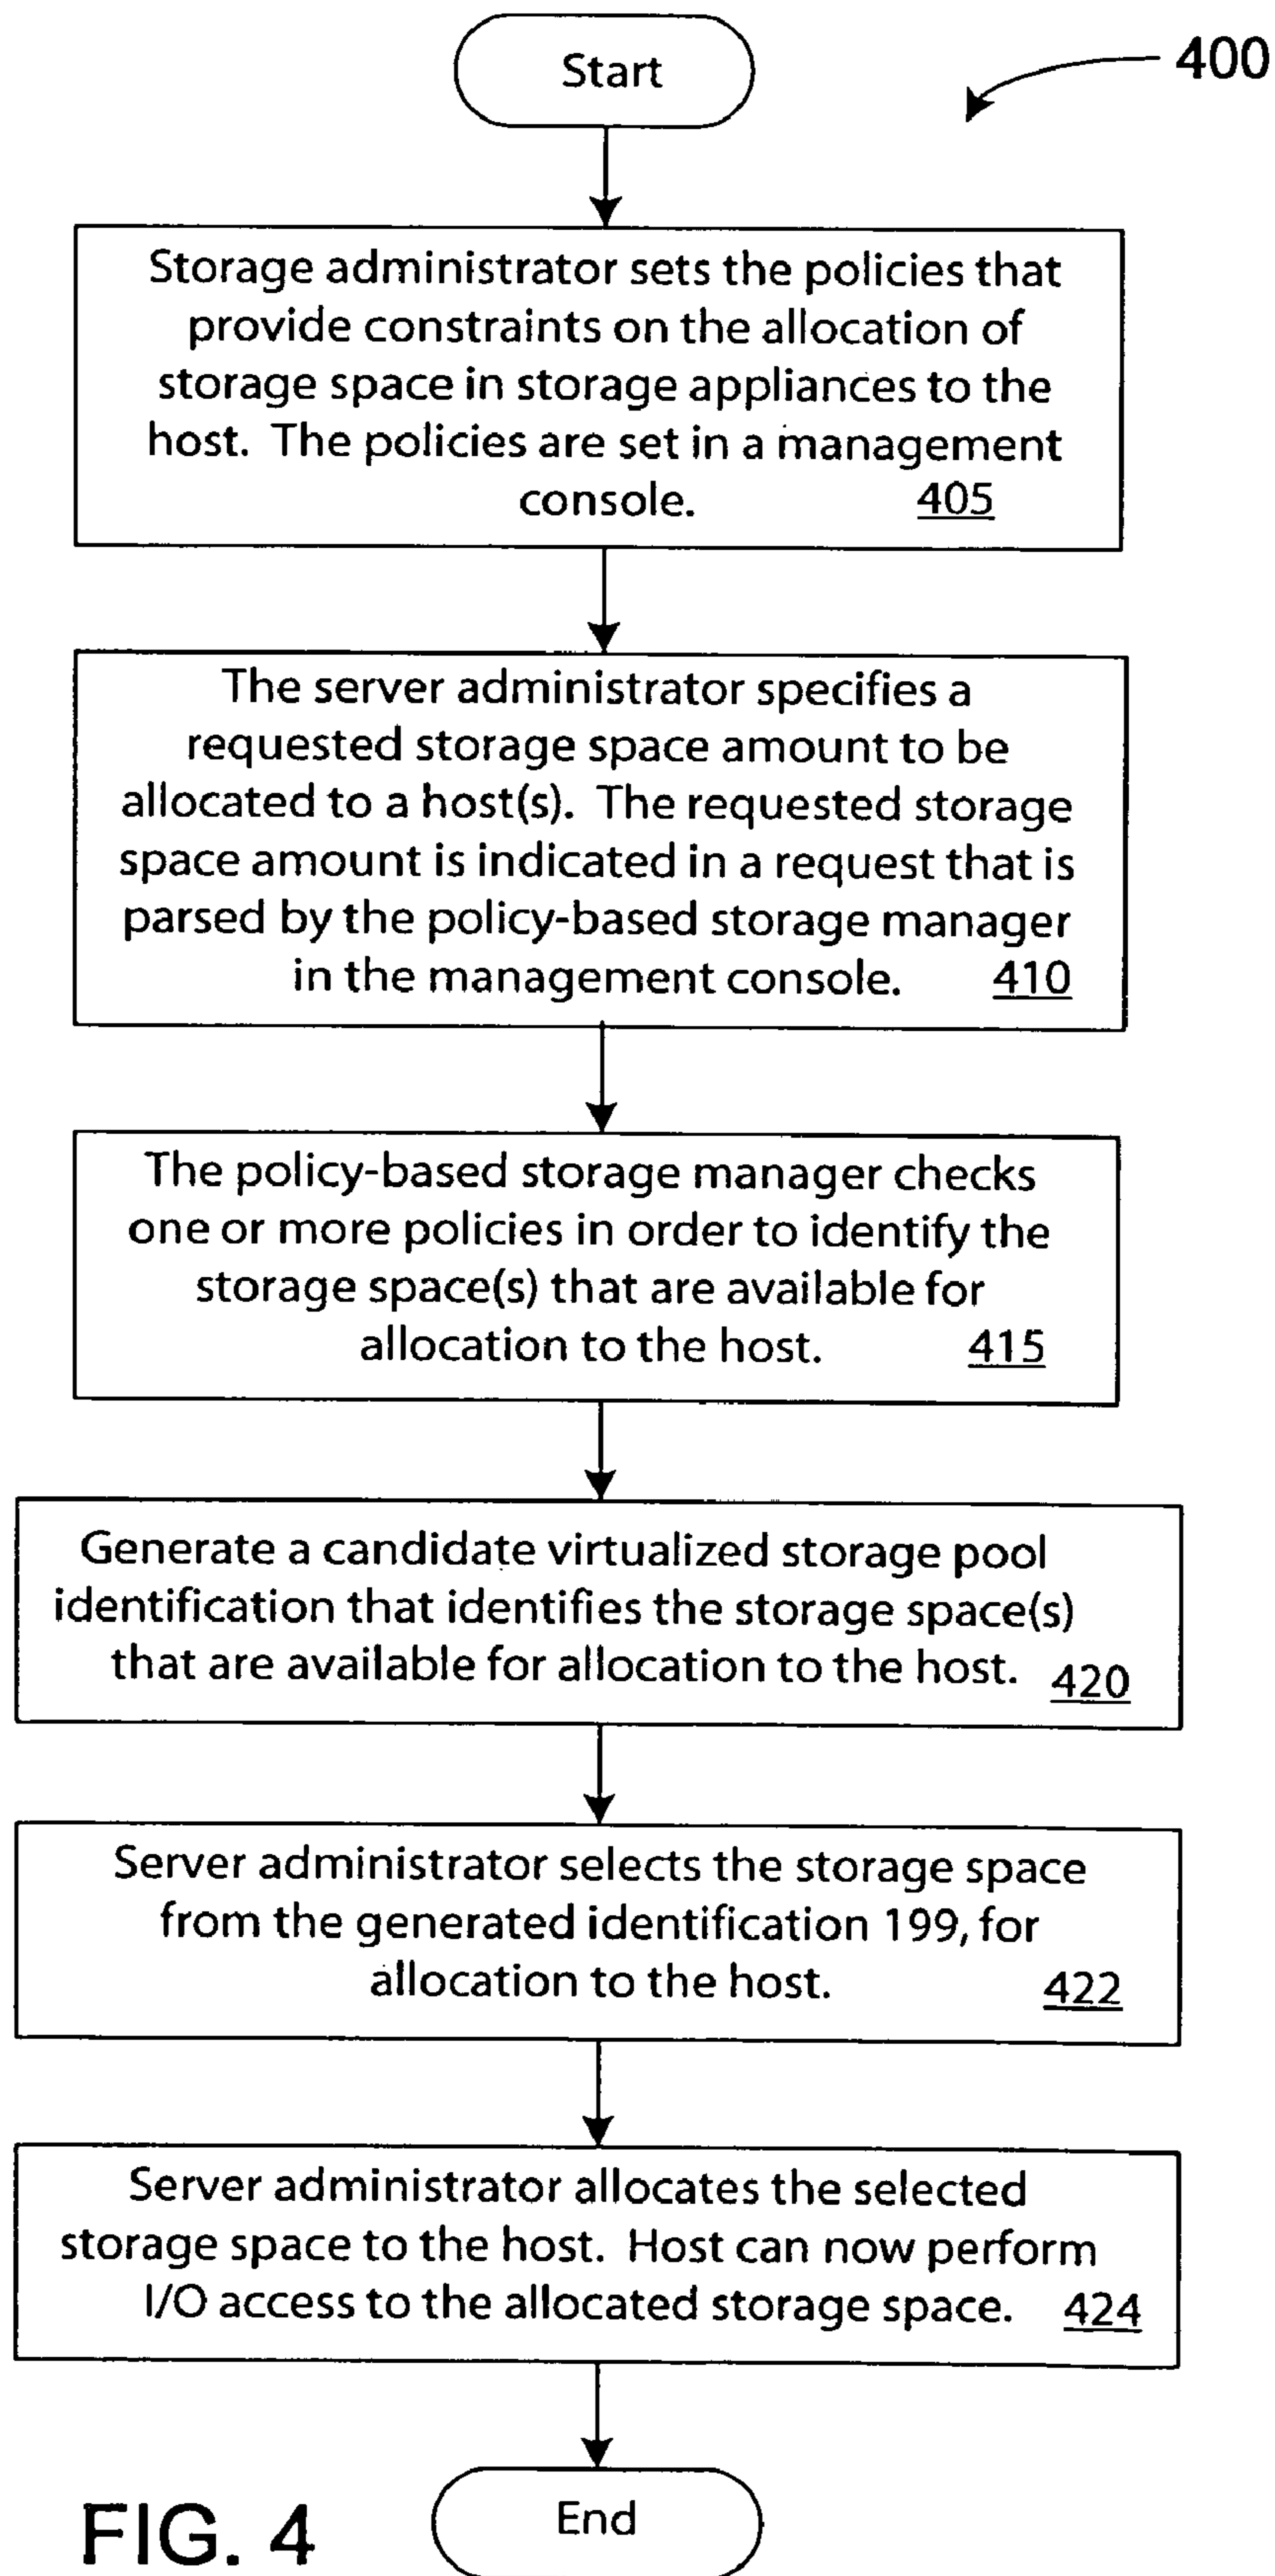 Start
400
Storage administrator sets the policies that
provide constraints on the allocation of
storage space in storage appliances to the
host. The policies are set in a management
console. 405
The server administrator specifies a
requested storage space amount to be
allocated to a host(s). The requested storage
space amount is indicated in a request that is
parsed by the policy-based storage manager
in the management console. 410
The policy-based storage manager checks
one or more policies in order to identify the
storage space(s) that are available for
allocation to the host. 415
Generate a candidate virtualized storage pool
identification that identifies the storage space(s)
that are available for allocation to the host. 420
Server administrator selects the storage space
from the generated identification 199, for
allocation to the host. 422
Server administrator allocates the selected
storage space to the host. Host can now perform
I/O access to the allocated storage space. 424
End
FIG. 4